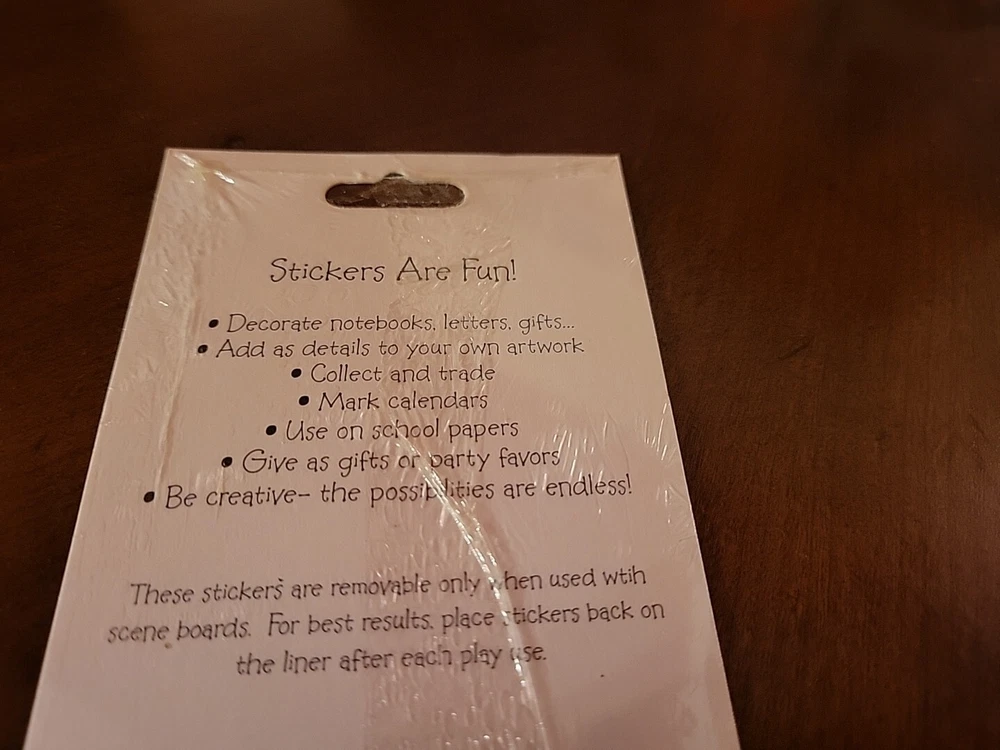 Stickers Are Fun!
• Decorate notebooks, letters, gifts...
• Add as details to your own artwork
• Collect and trade
• Mark calendars
• Use on school papers
• Give as gifts or party favors
• Be creative- the possibilities are endless!
These stickers are removable only when used wtih
scene boards. For best results, place stickers back on
the liner after each play use.